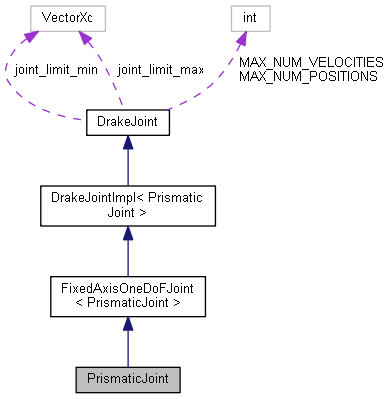 VectorXd
int
joint_limit_min
joint_limit_max
MAX_NUM_VELOCITIES
MAX_NUM_POSITIONS
DrakeJoint
DrakeJointImpl< Prismatic
Joint >
FixedAxisOneDoFJoint
< PrismaticJoint >
PrismaticJoint